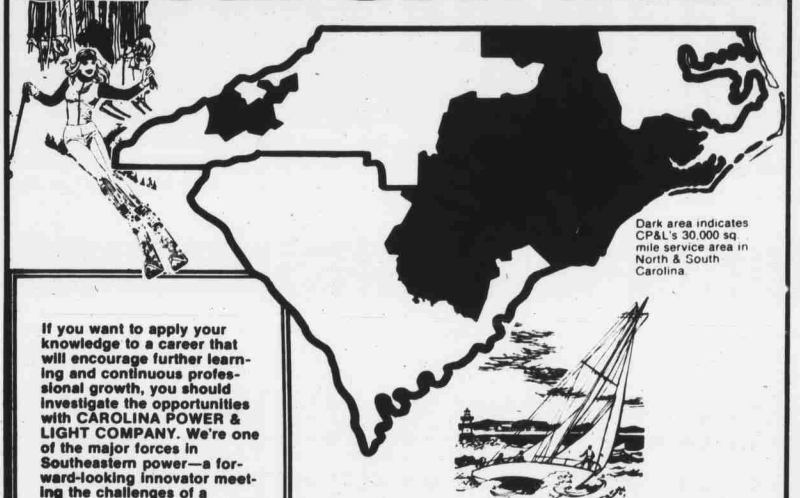 Dark area indicates
CP&L's 30,000 sq.
mile service area in
North & South
Carolina.
If you want to apply your
knowledge to a career that
will encourage further learn-
ing and continuous profes-
sional growth, you should
investigate the opportunities
with CAROLINA POWER &
LIGHT COMPANY. We're one
of the major forces in
Southeastern power—a for-
ward-looking innovator meet-
ing the challenges of a